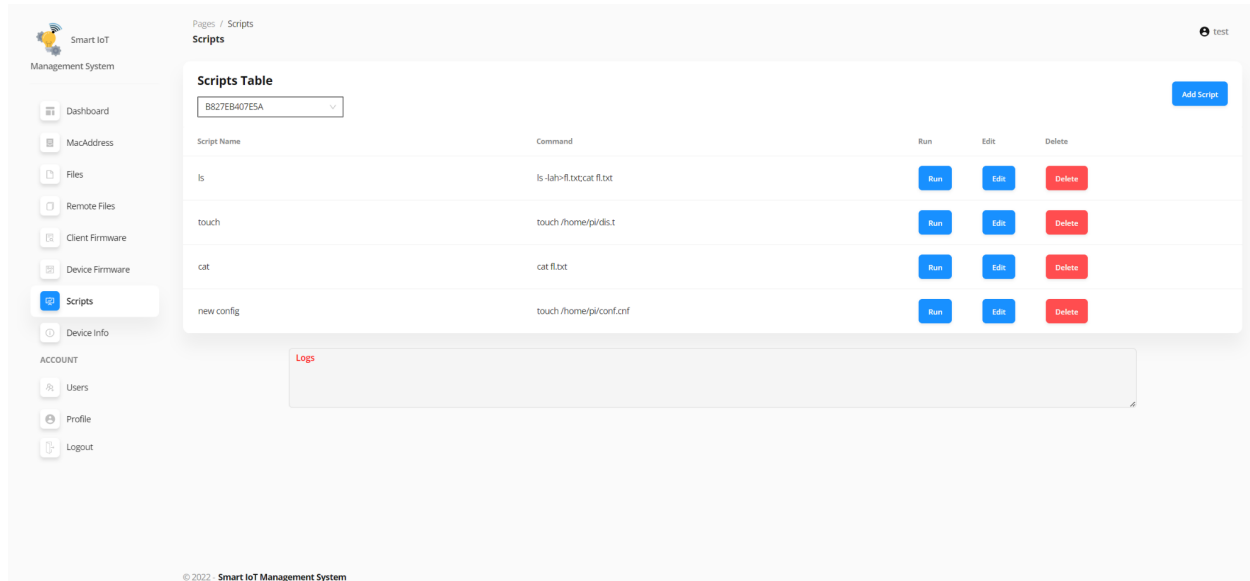 Smart IoT
Management System
Dashboard
MacAddress
Files
Remote Files
Client Firmware
Device Firmware
Scripts
Device Info
ACCOUNT
Users
Profile
Logout
Pages / Scripts
Scripts
test
Scripts Table
B827EB407E5A
Add Script
Script Name Command Run Edit Delete
ls ls -lah>fl.txt;cat fl.txt Run Edit Delete
touch touch /home/pi/dis.t Run Edit Delete
cat cat fl.txt Run Edit Delete
new config touch /home/pi/conf.cnf Run Edit Delete
Logs
© 2022 - Smart IoT Management System